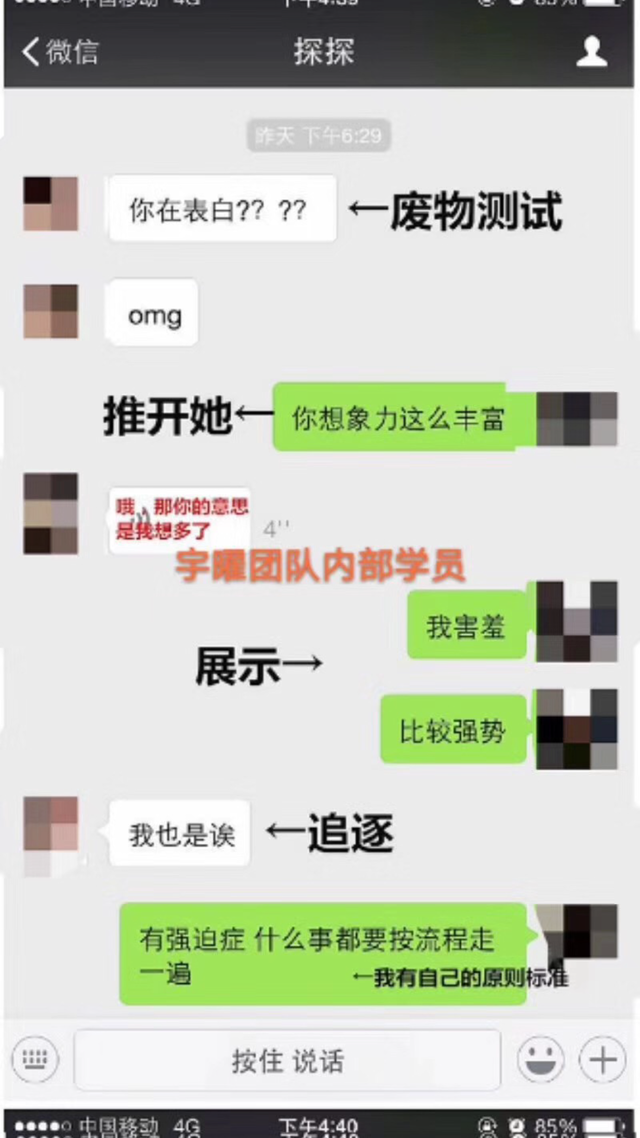 中国移动 4G 下午4:39 85%
微信 探探
昨天 下午6:29
你在表白?? ??
←废物测试
omg
推开她←
你想象力这么丰富
哦，那你的意思
是我想多了
4''
宇曜团队内部学员
我害羞
展示→
比较强势
我也是诶
←追逐
有强迫症 什么事都要按流程走
一遍
←我有自己的原则标准
按住 说话
中国移动 4G 下午4:40 85%